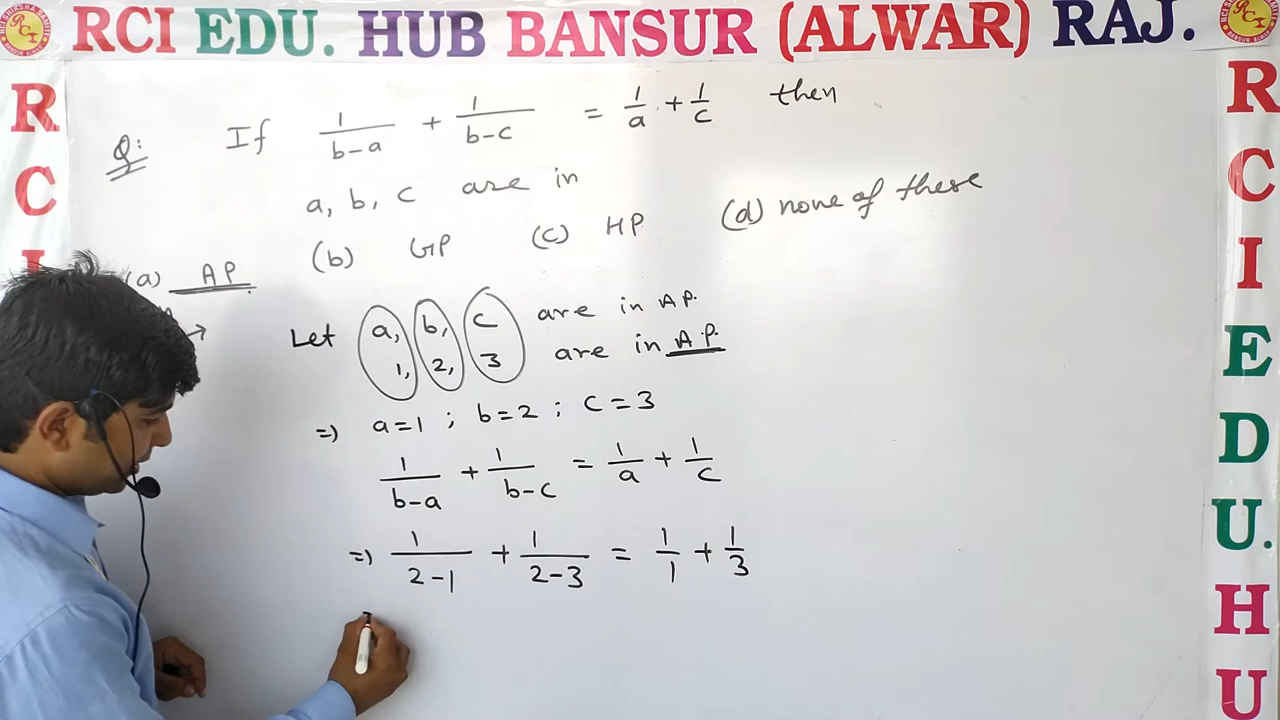 RCI EDU. HUB BANSUR (ALWAR) RAJ.
Q: If 1/(b-a) + 1/(b-c) = 1/a + 1/c then
a, b, c are in
(a) AP (b) GP (c) HP (d) none of these
Let a, b, c are in A.P.
1, 2, 3 are in A.P.
=) a=1 ; b=2 ; c=3
1/(b-a) + 1/(b-c) = 1/a + 1/c
=) 1/(2-1) + 1/(2-3) = 1/1 + 1/3
R
C
I
R
C
I
E
D
U.
H
U